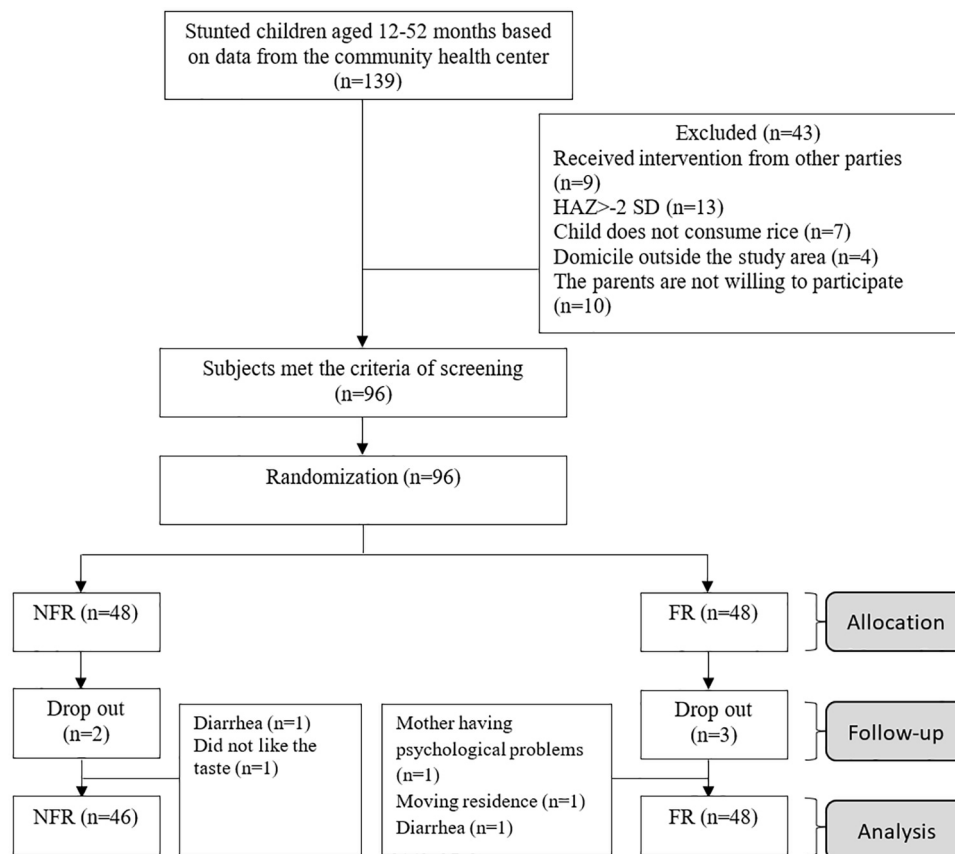 Stunted children aged 12-52 months based
on data from the community health center
(n=139)
Excluded (n=43)
Received intervention from other parties
(n=9)
HAZ>-2 SD (n=13)
Child does not consume rice (n=7)
Domicile outside the study area (n=4)
The parents are not willing to participate
(n=10)
Subjects met the criteria of screening
(n=96)
Randomization (n=96)
NFR (n=48)
FR (n=48)
Allocation
Drop out
(n=2)
Diarrhea (n=1)
Did not like the
taste (n=1)
Mother having
psychological problems
(n=1)
Moving residence (n=1)
Diarrhea (n=1)
Drop out
(n=3)
Follow-up
NFR (n=46)
FR (n=48)
Analysis